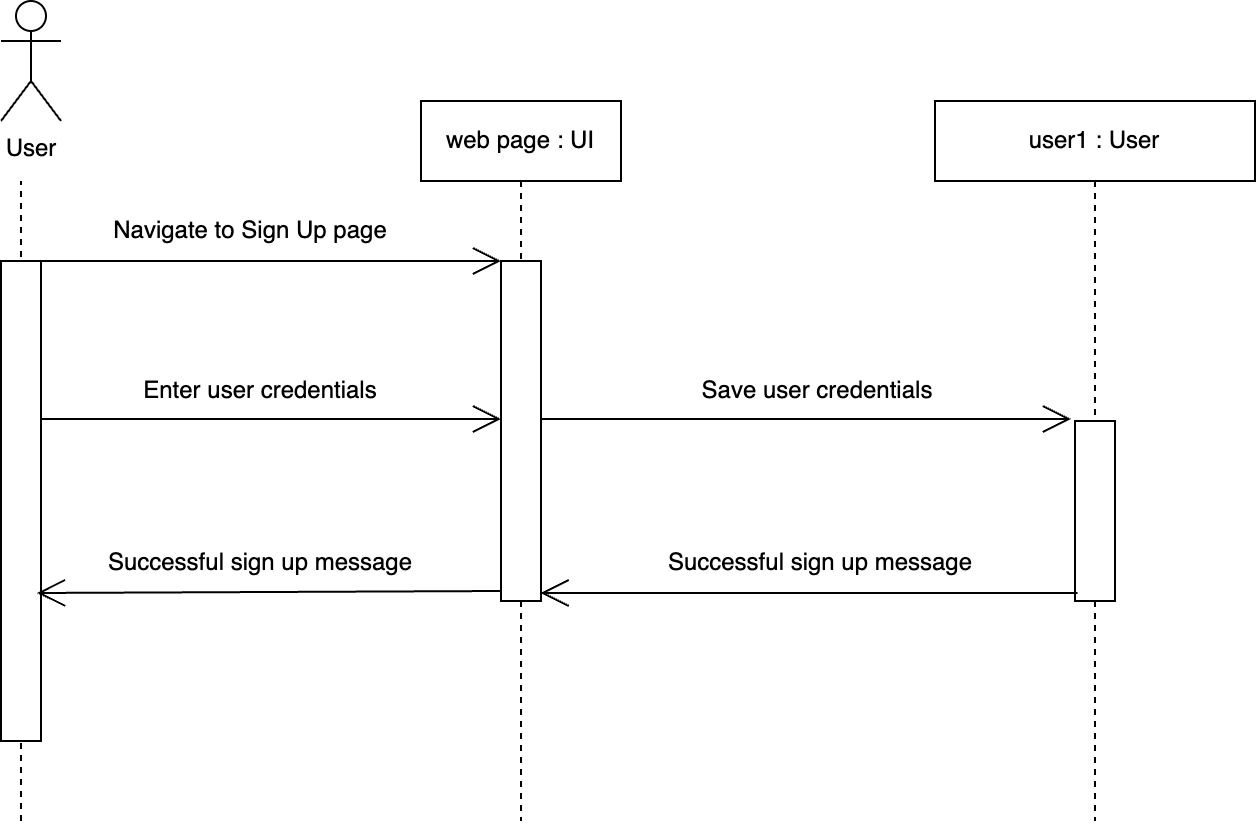 User
web page : UI
user1 : User
Navigate to Sign Up page
Enter user credentials
Save user credentials
Successful sign up message
Successful sign up message